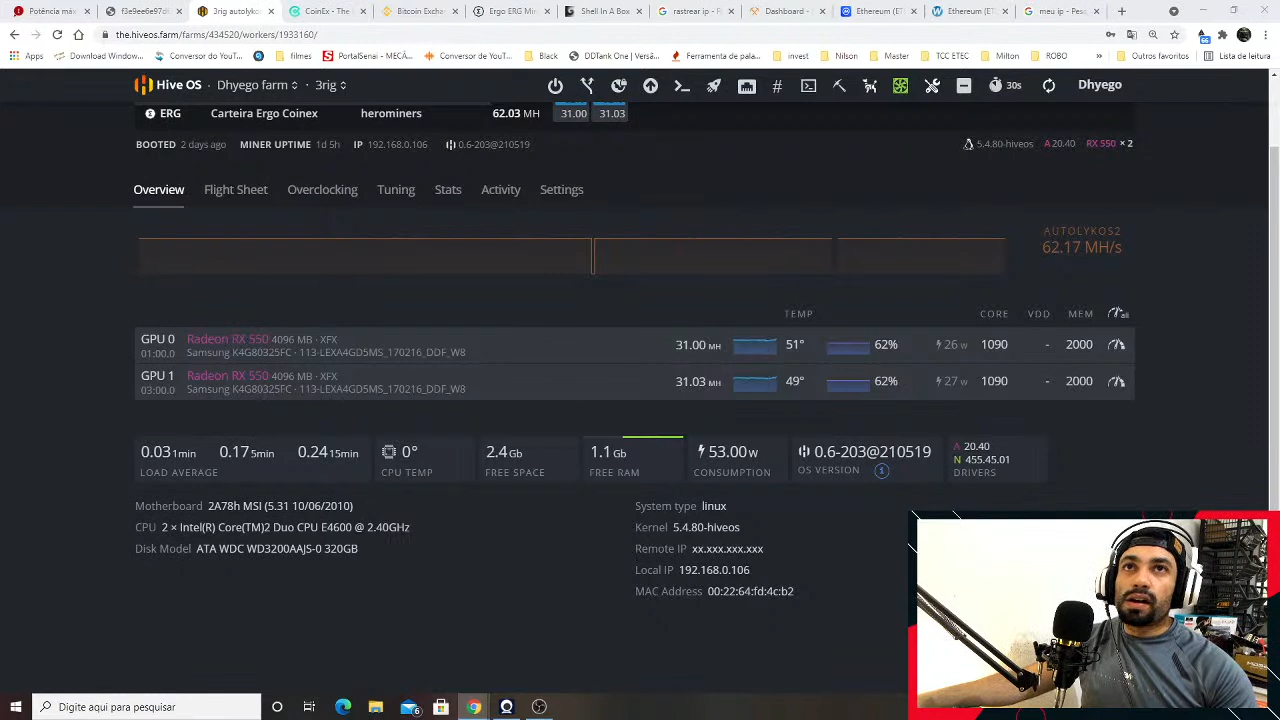 Potência máx
f3e9ee6e97df
3rig autolyko
CoinEx - The
Bitcoin Exch
Ergo ERG Min
Shell In A Box
rastrear ip - P
Dashboard -
Ethereum (ET
Ethereum (ET
meu ip - Pes
the.hiveos.farm/farms/434520/workers/1933160/
66
Apps
Download Window...
Conversor do YouT...
PortalSenai — MECÂ...
Conversor de Vídeo...
Black
DDTank One (Versã...
Ferramenta de pala...
invest
Nilson
Master
TCC ETEC
Milton
ROBO
Outros favoritos
Lista de leitura
Hive OS
Dhyego farm
3rig
30s
Dhyego
ERG Carteira Ergo Coinex herominers 62.03 MH 31.00 31.03
BOOTED 2 days ago MINER UPTIME 1d 5h IP 192.168.0.106 0.6-203@210519 5.4.80-hiveos A 20.40 RX 550 × 2
Overview Flight Sheet Overclocking Tuning Stats Activity Settings
AUTOLYKOS2
62.17 MH/s
TEMP CORE VDD MEM
GPU 0 Radeon RX 550 4096 MB · XFX 31.00 MH 51° 62% 26 W 1090 - 2000
01:00.0 Samsung K4G80325FC · 113-LEXA4GD5MS_170216_DDF_W8
GPU 1 Radeon RX 550 4096 MB · XFX 31.03 MH 49° 62% 27 W 1090 - 2000
03:00.0 Samsung K4G80325FC · 113-LEXA4GD5MS_170216_DDF_W8
0.03 1min 0.17 5min 0.24 15min
LOAD AVERAGE
0°
CPU TEMP
2.4 Gb
FREE SPACE
1.1 Gb
FREE RAM
53.00 W
CONSUMPTION
0.6-203@210519
OS VERSION
A 20.40
N 455.45.01
DRIVERS
Motherboard 2A78h MSI (5.31 10/06/2010)
CPU 2 × Intel(R) Core(TM)2 Duo CPU E4600 @ 2.40GHz
Disk Model ATA WDC WD3200AAJS-0 320GB
System type linux
Kernel 5.4.80-hiveos
Remote IP xx.xxx.xxx.xxx
Local IP 192.168.0.106
MAC Address 00:22:64:fd:4c:b2
Digite aqui para pesquisar
6